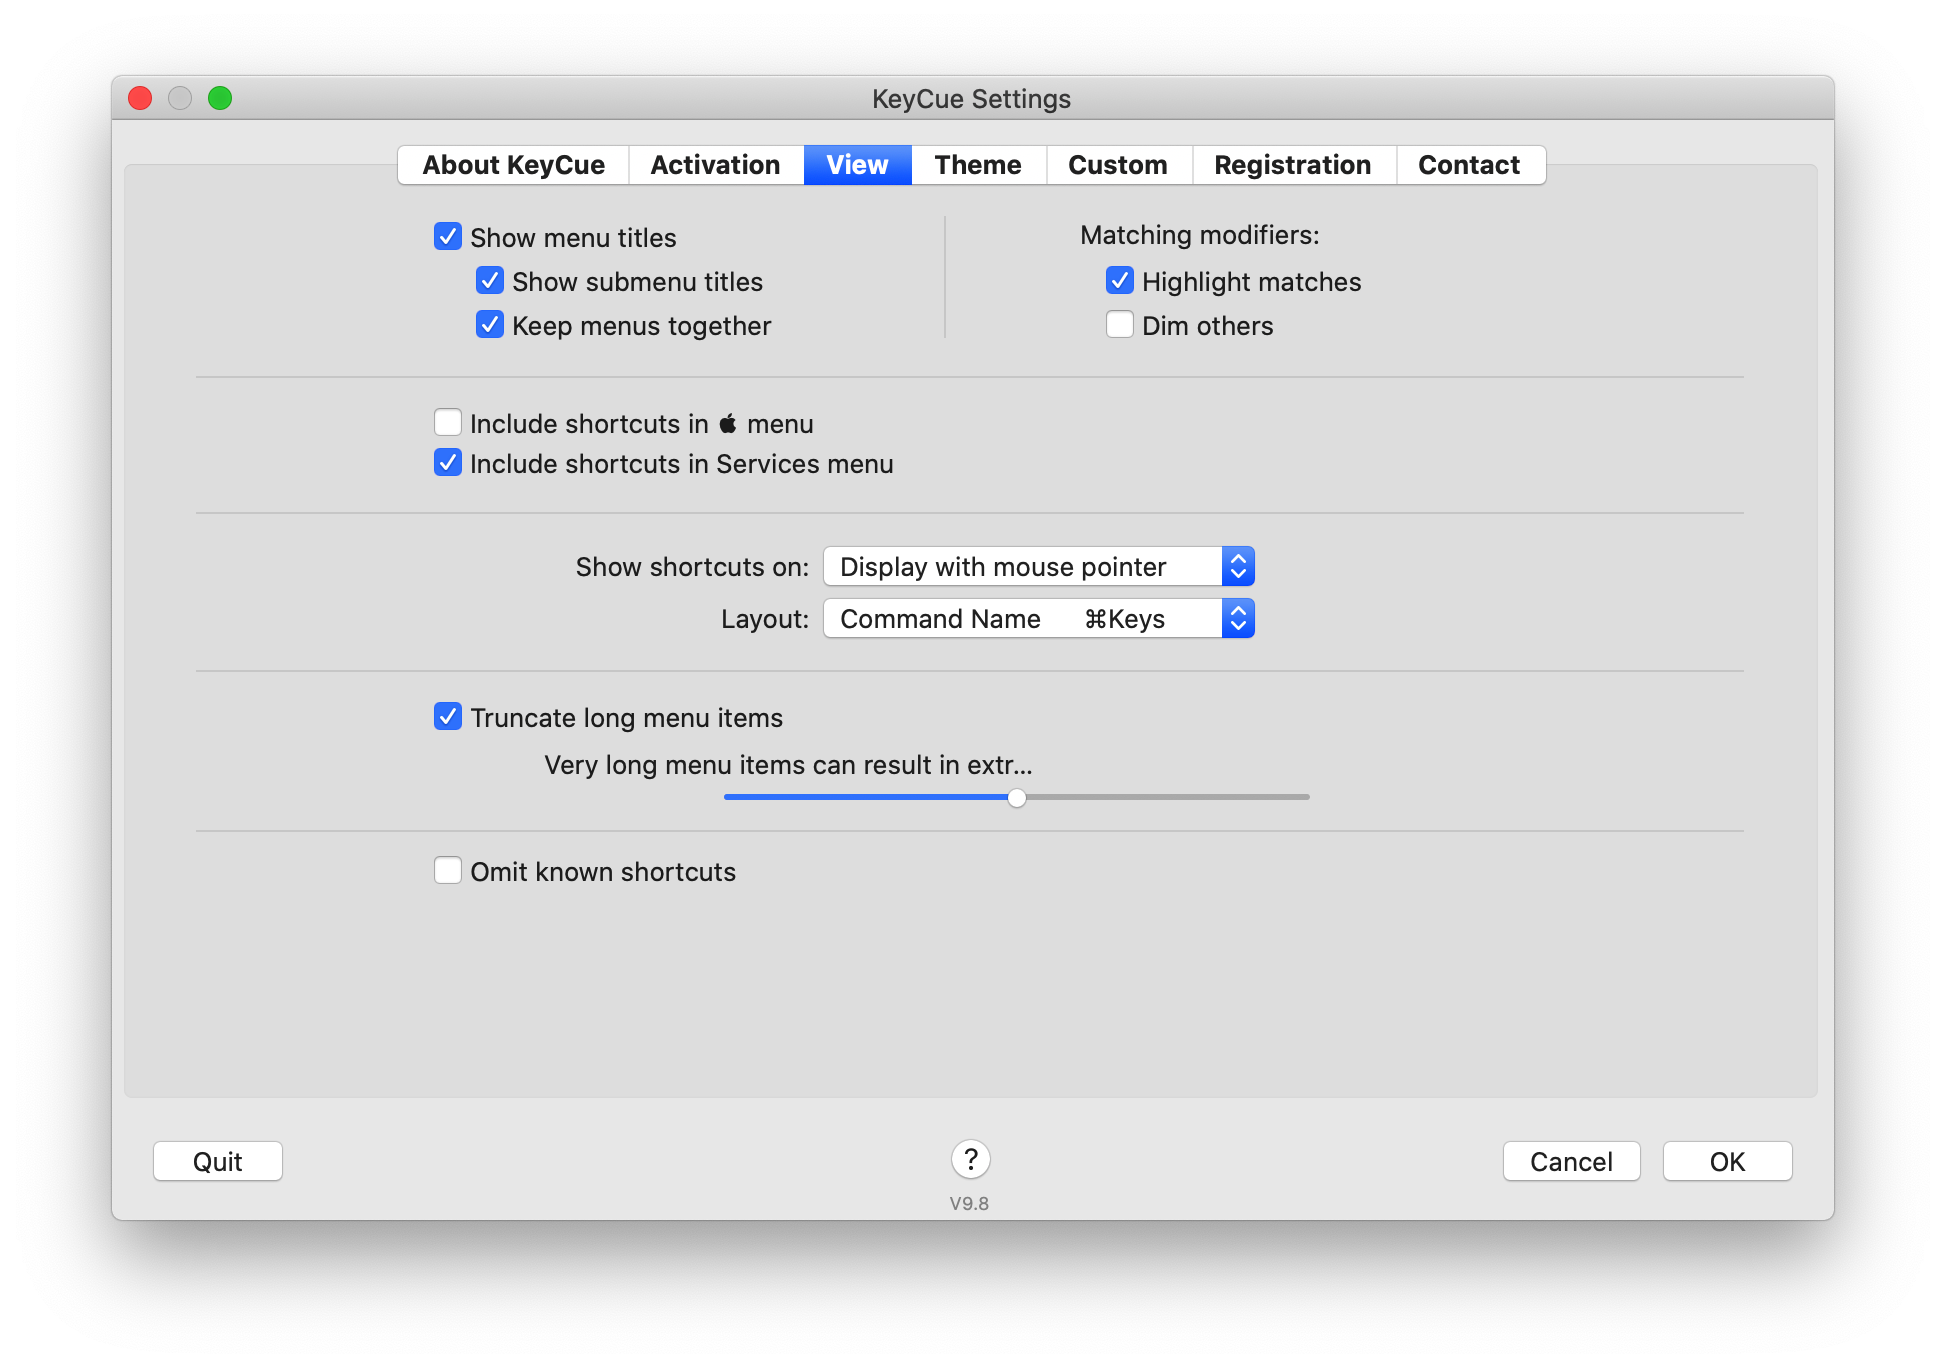 KeyCue Settings
About KeyCue Activation View Theme Custom Registration Contact
Show menu titles
Show submenu titles
Keep menus together
Matching modifiers:
Highlight matches
Dim others
Include shortcuts in  menu
Include shortcuts in Services menu
Show shortcuts on: Display with mouse pointer
Layout: Command Name ⌘Keys
Truncate long menu items
Very long menu items can result in extr...
Omit known shortcuts
Quit ? Cancel OK
V9.8